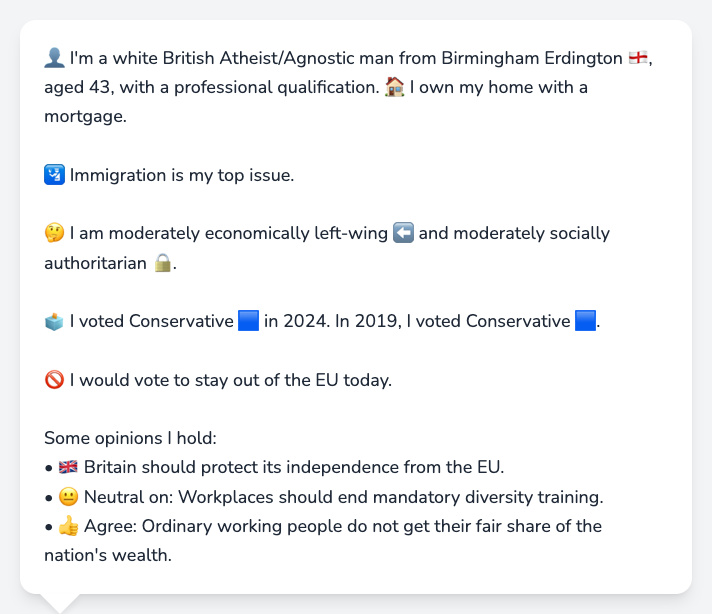 👤 I'm a white British Atheist/Agnostic man from Birmingham Erdington 🏴󠁧󠁢󠁥󠁮󠁧󠁿,
aged 43, with a professional qualification. 🏠 I own my home with a
mortgage.
🛂 Immigration is my top issue.
🤔 I am moderately economically left-wing ⬅️ and moderately socially
authoritarian 🔒.
🗳️ I voted Conservative 🟦 in 2024. In 2019, I voted Conservative 🟦.
🚫 I would vote to stay out of the EU today.
Some opinions I hold:
• 🇬🇧 Britain should protect its independence from the EU.
• 😐 Neutral on: Workplaces should end mandatory diversity training.
• 👍 Agree: Ordinary working people do not get their fair share of the
nation's wealth.